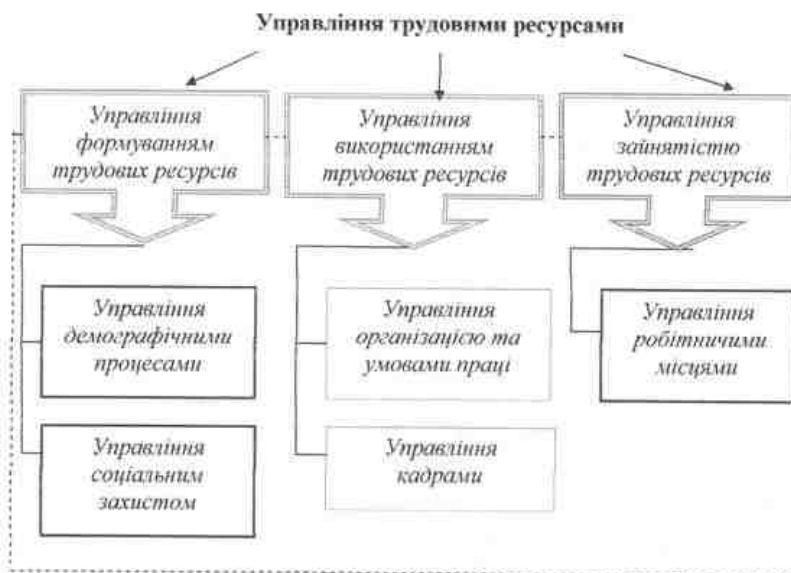 Управління трудовими ресурсами
Управління
формуванням
трудових ресурсів
Управління
використанням
трудових ресурсів
Управління
зайнятістю
трудових ресурсів
Управління
демографічними
процесами
Управління
соціальним
захистом
Управління
організацією та
умовами праці
Управління
кадрами
Управління
робітничими
місцями